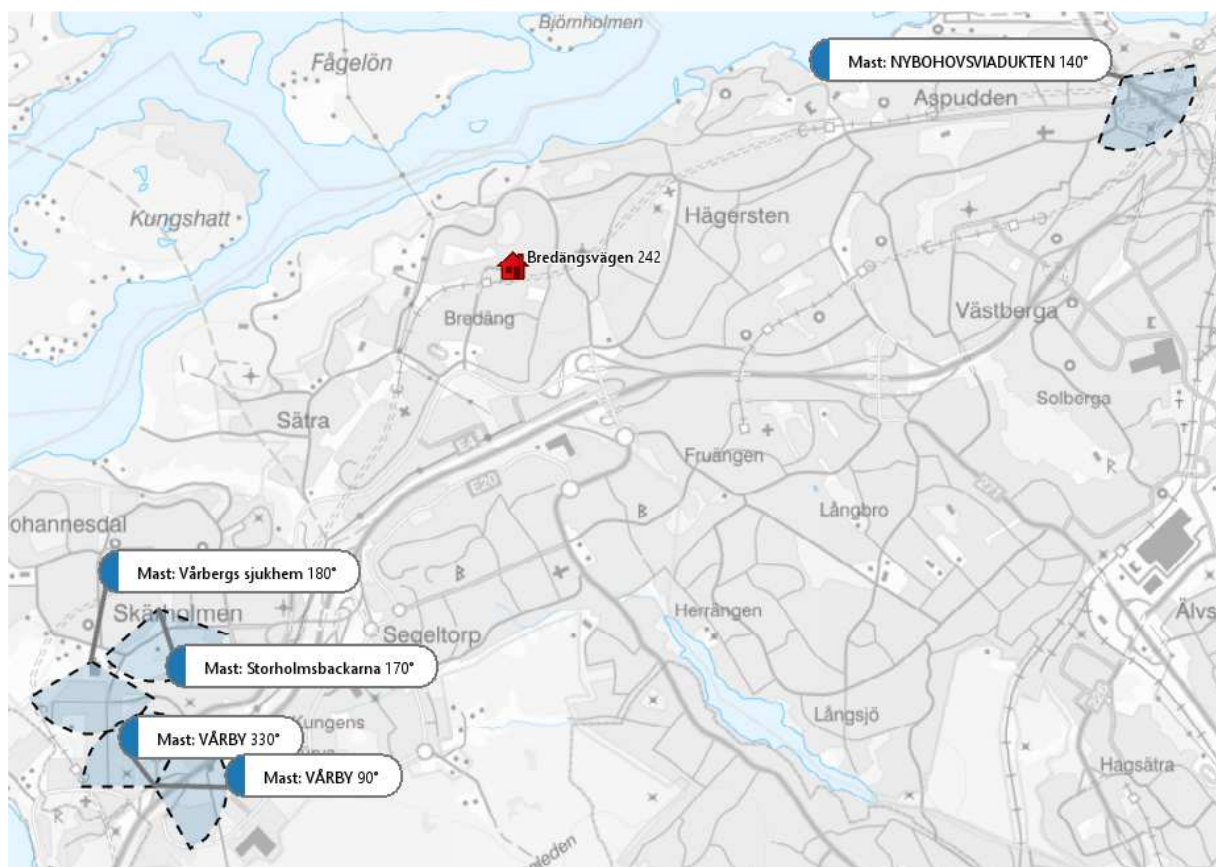 Björnholmen
Fågelön
Mast: NYBOHOVSVIADUKTEN 140°
Aspudden
Kungshatt
Hägersten
Bredängsvägen 242
Bredäng
Västberga
Sätra
E4
Solberga
E20
Fruängen
271
Långbro
ohannesdal
Mast: Vårbergs sjukhem 180°
Herrängen
Älvs
Segeltorp
Mast: Storholmsbackarna 170°
Kungens
Långsjö
Mast: VÅRBY 330°
Mast: VÅRBY 90°
Hagsätra